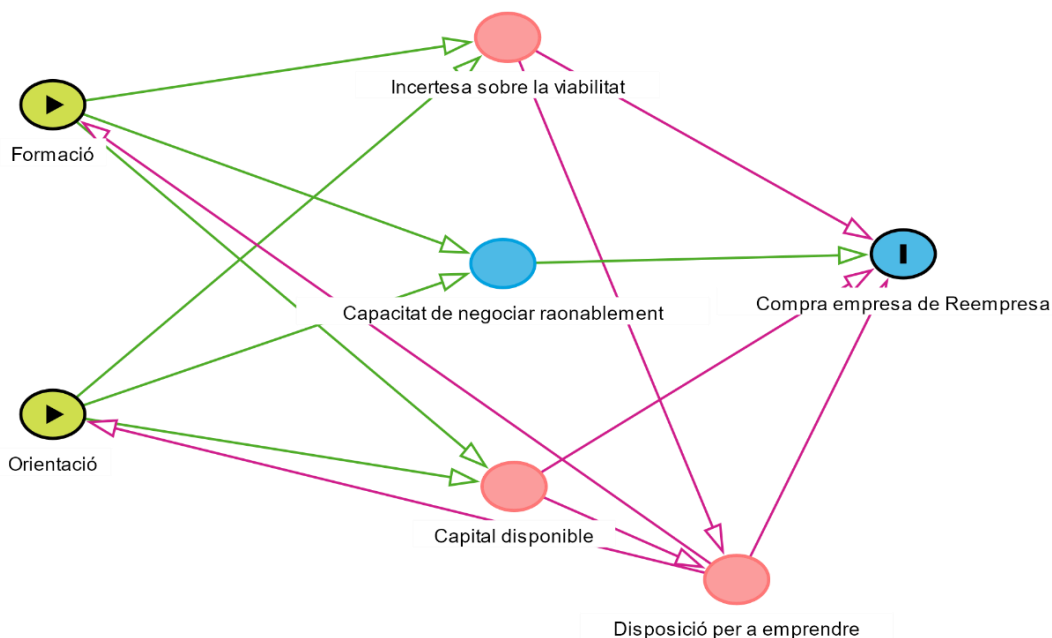 Incertesa sobre la viabilitat
Formació
Capacitat de negociar raonablement
Compra empresa de Reempresa
Orientació
Capital disponible
Disposició per a emprendre